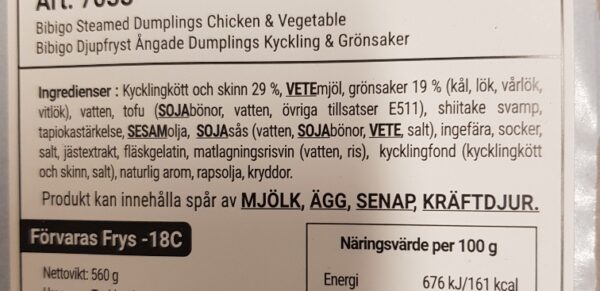 Bibigo Steamed Dumplings Chicken & Vegetable
Bibigo Djupfryst Ångade Dumplings Kyckling & Grönsaker
Ingredienser : Kycklingkött och skinn 29 %, VETEmjöl, grönsaker 19 % (kål, lök, vårlök,
vitlök), vatten, tofu (SOJAbönor, vatten, övriga tillsatser E511), shiitake svamp,
tapiokastärkelse, SESAMolja, SOJAsås (vatten, SOJAbönor, VETE, salt), ingefära, socker,
salt, jästextrakt, fläskgelatin, matlagningsrisvin (vatten, ris), kycklingfond (kycklingkött
och skinn, salt), naturlig arom, rapsolja, kryddor.
Produkt kan innehålla spår av MJÖLK, ÄGG, SENAP, KRÄFTDJUR.
Förvaras Frys -18C
Nettovikt: 560 g
Näringsvärde per 100 g
Energi 676 kJ/161 kcal